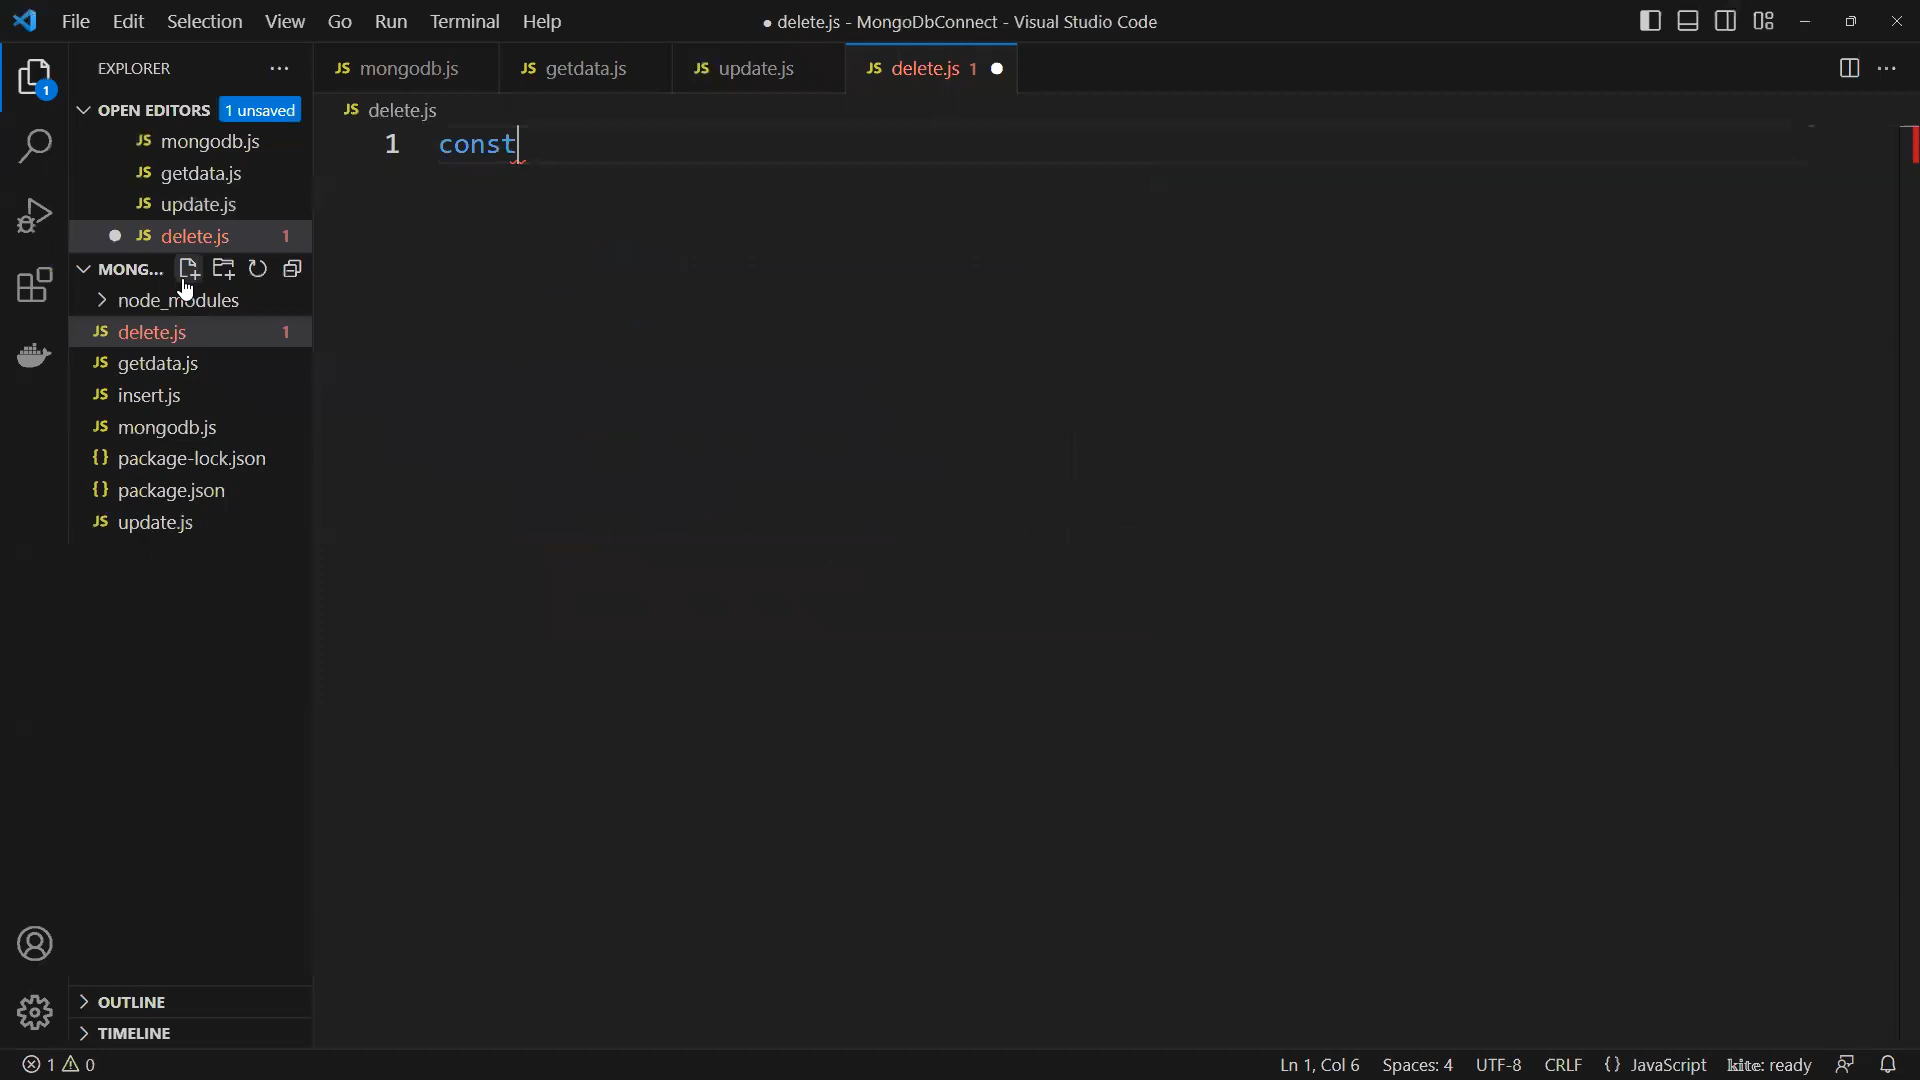 File Edit Selection View Go Run Terminal Help
● delete.js - MongoDbConnect - Visual Studio Code
EXPLORER
OPEN EDITORS 1 unsaved
JS mongodb.js
JS getdata.js
JS update.js
JS delete.js 1
MONG...
node_modules
JS delete.js 1
JS getdata.js
JS insert.js
JS mongodb.js
{} package-lock.json
{} package.json
JS update.js
OUTLINE
TIMELINE
1
JS mongodb.js
JS getdata.js
JS update.js
JS delete.js 1
JS delete.js
1 const
1 0
Ln 1, Col 6
Spaces: 4
UTF-8
CRLF
{} JavaScript
kite: ready